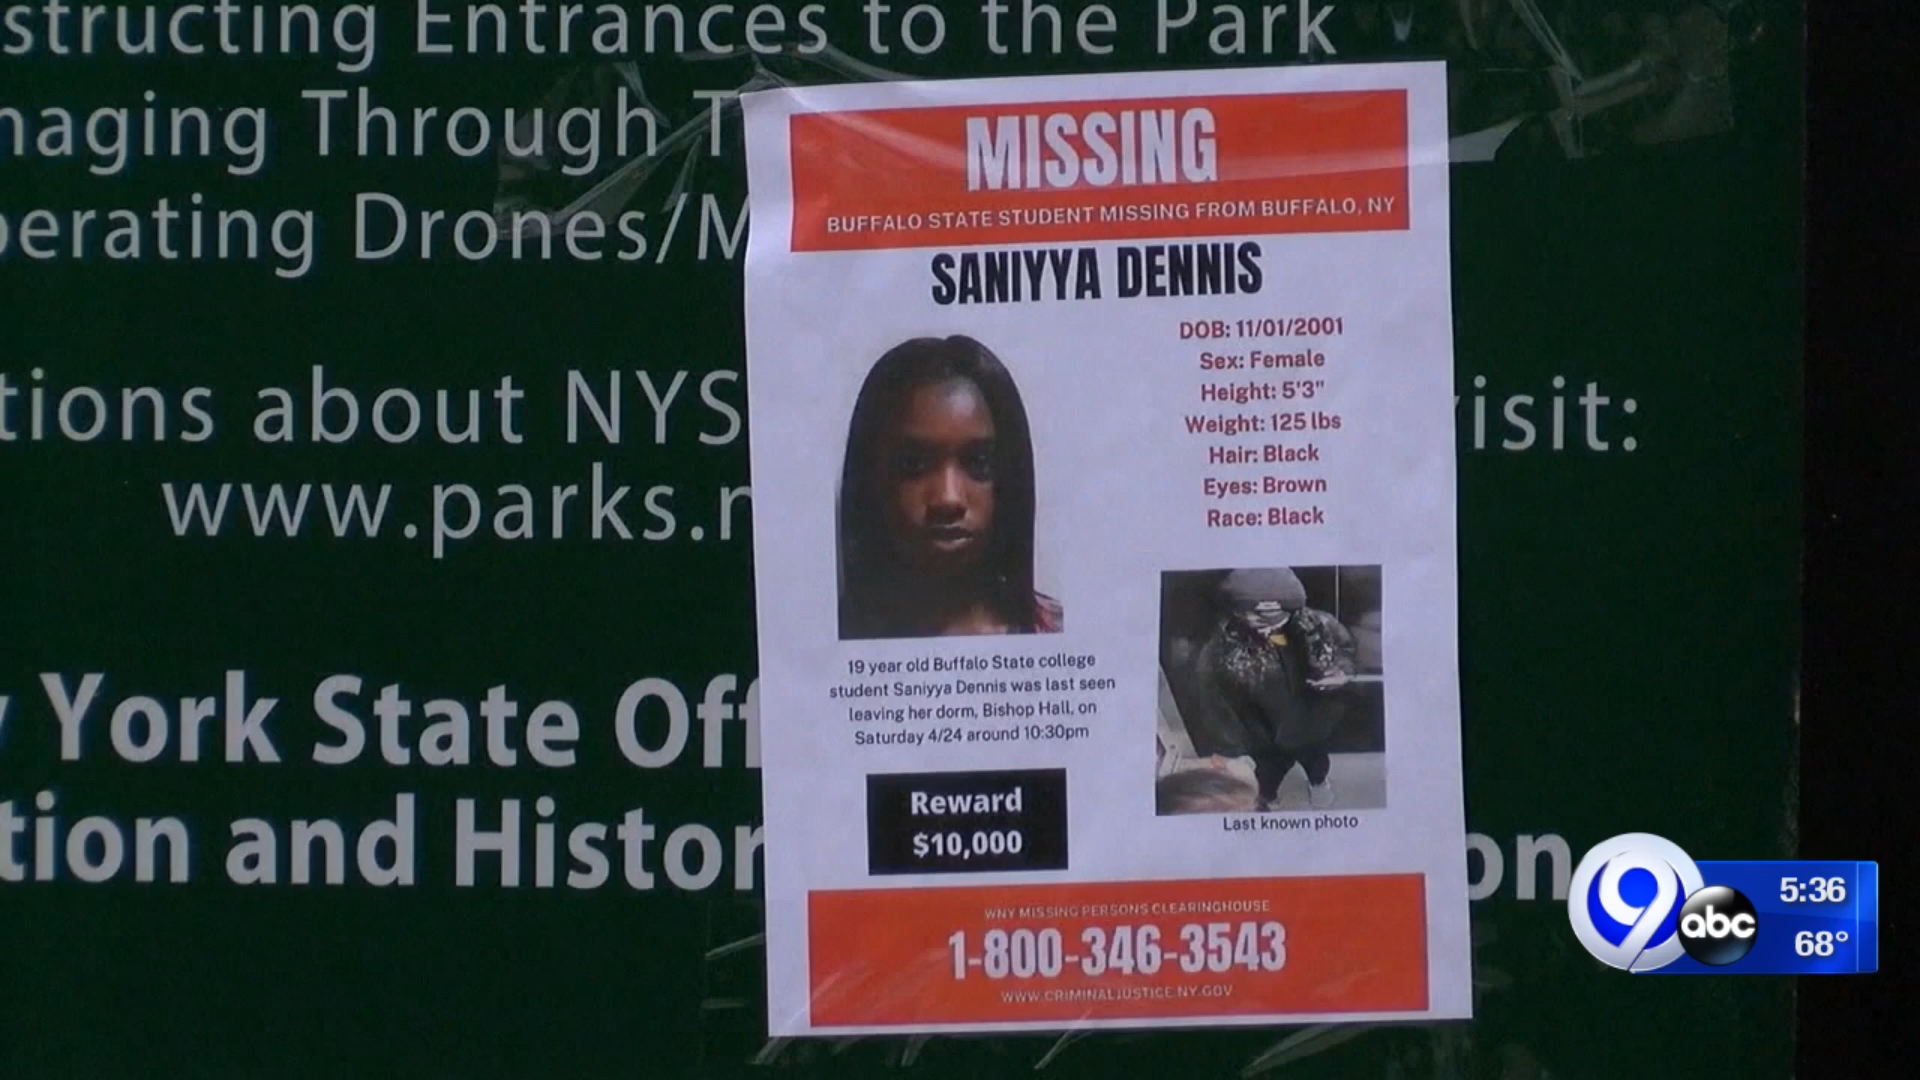 structing Entrances to the Park
naging Through T
perating Drones/M
tions about NYS
visit:
www.parks.n
York State Off
tion and Histor
on
MISSING
BUFFALO STATE STUDENT MISSING FROM BUFFALO, NY
SANIYYA DENNIS
DOB: 11/01/2001
Sex: Female
Height: 5'3"
Weight: 125 lbs
Hair: Black
Eyes: Brown
Race: Black
19 year old Buffalo State college
student Saniyya Dennis was last seen
leaving her dorm, Bishop Hall, on
Saturday 4/24 around 10:30pm
Last known photo
Reward
$10,000
WNY MISSING PERSONS CLEARINGHOUSE
1-800-346-3543
WWW.CRIMINALJUSTICE.NY.GOV
9
abc
5:36
68°